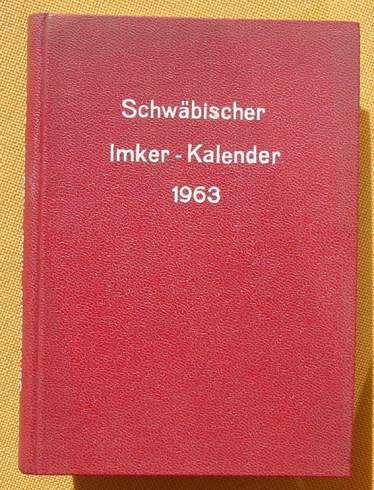 Schwäbischer
Imker - Kalender
1963